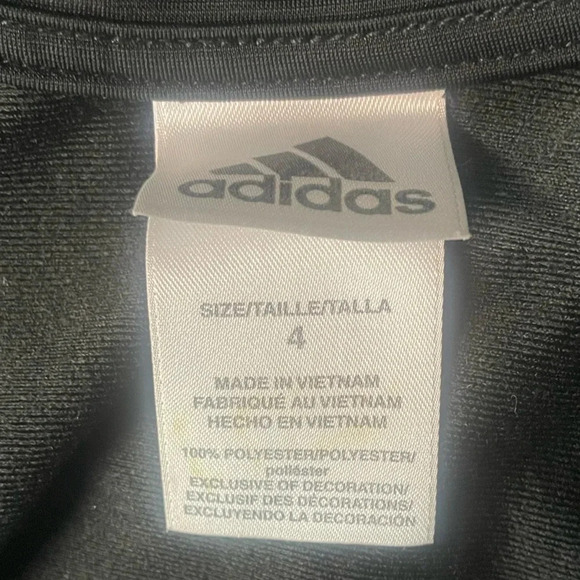 adidas
SIZE/TAILLE/TALLA
4
MADE IN VIETNAM
FABRIQUÉ AU VIETNAM
HECHO EN VIETNAM
100% POLYESTER/POLYESTER/
poliéster
EXCLUSIVE OF DECORATION/
EXCLUSIF DES DÉCORATIONS/
EXCLUYENDO LA DECORACIÓN